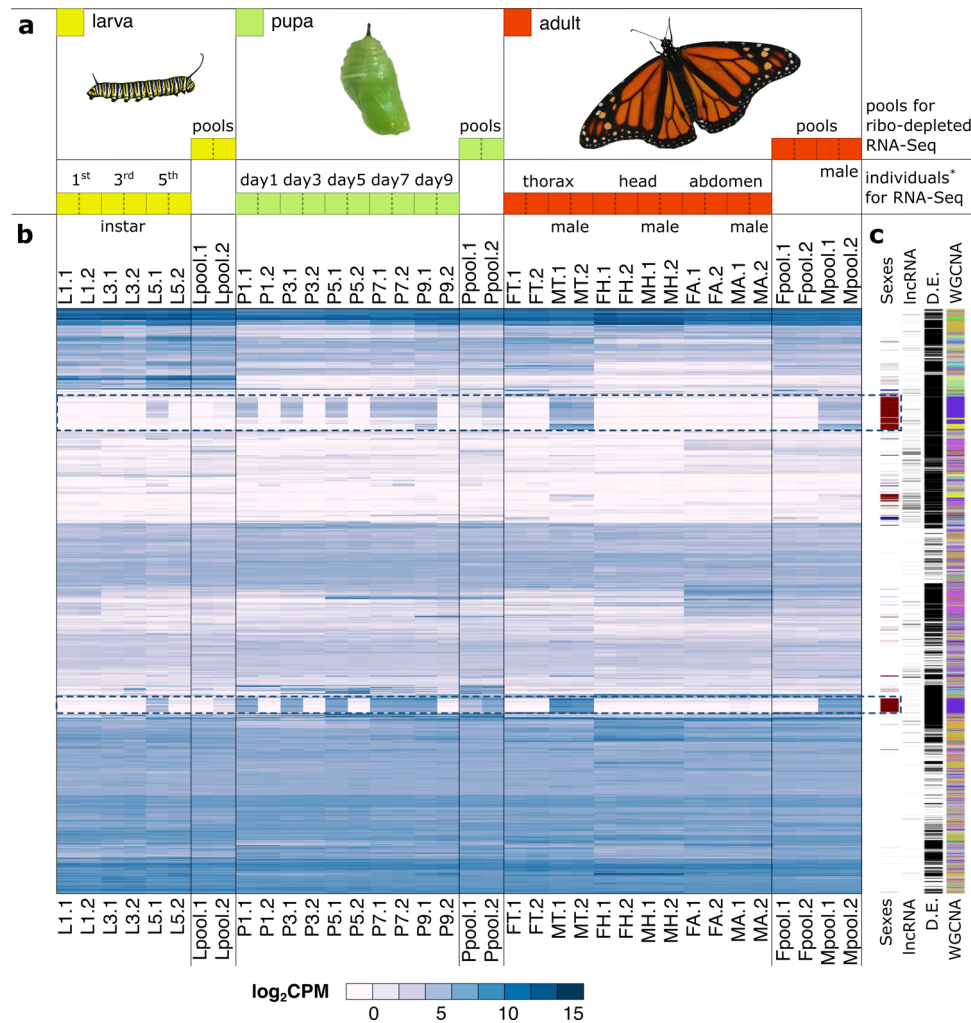 a
larva
pupa
adult
pools
pools
pools
pools for
ribo-depleted
RNA-Seq
1st 3rd 5th
day1 day3 day5 day7 day9
thorax head abdomen
male
individuals*
for RNA-Seq
b
instar
male male male
c
L1.1 L1.2 L3.1 L3.2 L5.1 L5.2 Lpool.1 Lpool.2 P1.1 P1.2 P3.1 P3.2 P5.1 P5.2 P7.1 P7.2 P9.1 P9.2 Ppool.1 Ppool.2 FT.1 FT.2 MT.1 MT.2 FH.1 FH.2 MH.1 MH.2 FA.1 FA.2 MA.1 MA.2 Fpool.1 Fpool.2 Mpool.1 Mpool.2 Sexes lncRNA D.E. WGCNA
L1.1 L1.2 L3.1 L3.2 L5.1 L5.2 Lpool.1 Lpool.2 P1.1 P1.2 P3.1 P3.2 P5.1 P5.2 P7.1 P7.2 P9.1 P9.2 Ppool.1 Ppool.2 FT.1 FT.2 MT.1 MT.2 FH.1 FH.2 MH.1 MH.2 FA.1 FA.2 MA.1 MA.2 Fpool.1 Fpool.2 Mpool.1 Mpool.2 Sexes lncRNA D.E. WGCNA
log2CPM
0 5 10 15